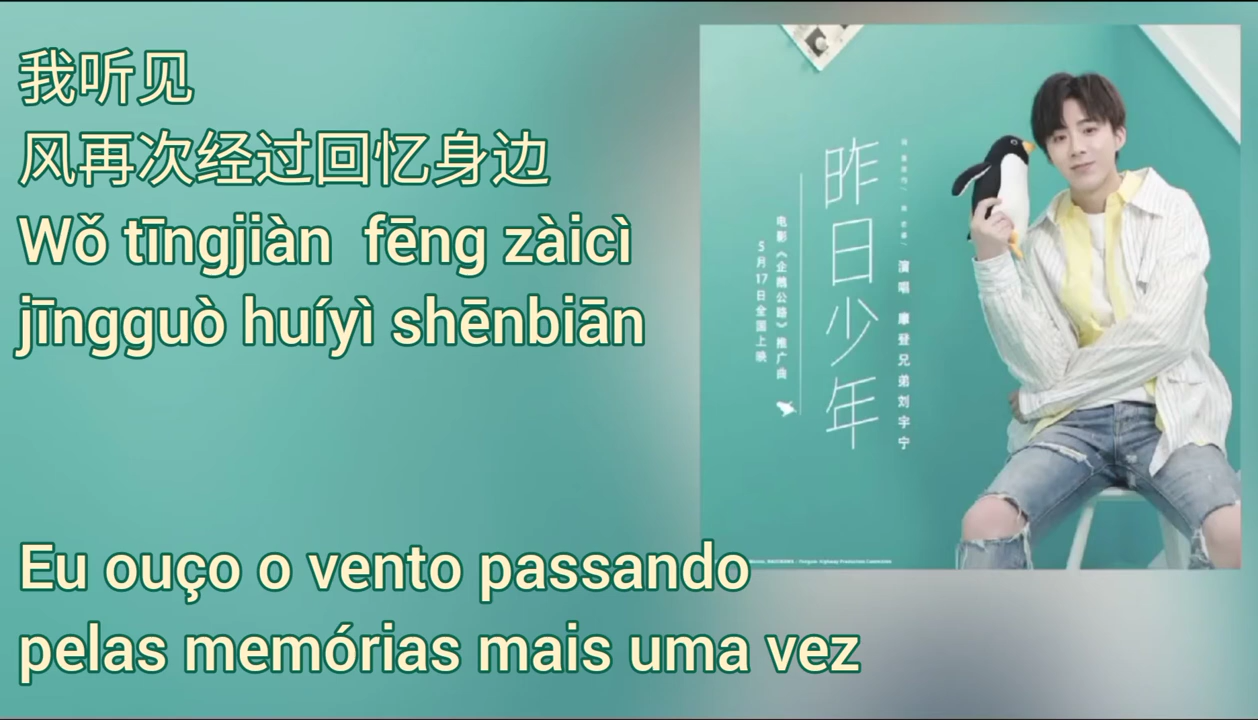 我听见
风再次经过回忆身边
Wǒ tīngjiàn fēng zàicì
jīngguò huíyì shēnbiān
Eu ouço o vento passando
pelas memórias mais uma vez
昨日少年
演唱 摩登兄弟刘宇宁
电影《企鹅公路》推广曲
5月17日全国上映